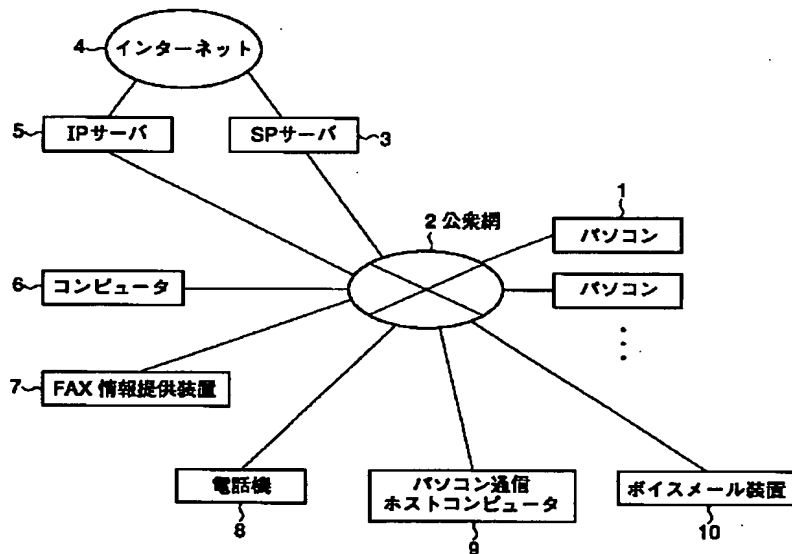 4 インターネット
5 IPサーバ
SPサーバ 3
2 公衆網
1
パソコン
6 コンピュータ
パソコン
7 FAX 情報提供装置
電話機
8
パソコン通信
ホストコンピュータ
9
ボイスメール装置
10